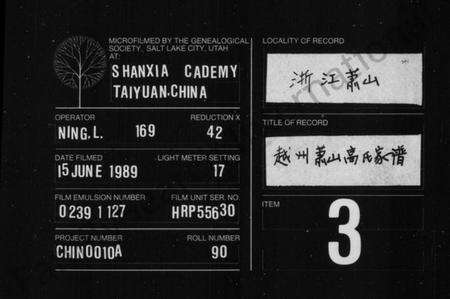 MICROFILMED BY THE GENEALOGICAL
SOCIETY, SALT LAKE CITY, UTAH
AT:
SHANXIA CADEMY
TAIYUAN.CHINA
OPERATOR
REDUCTION X
NING.L.
169
42
DATE FILMED
LIGHT METER SETTING
15 JUNE 1989
17
FILM EMULSION NUMBER
FILM UNIT SER. NO.
0239 1127
HRP55630
PROJECT NUMBER
ROLL NUMBER
CHIN0010A
90
LOCALITY OF RECORD
浙江萧山
TITLE OF RECORD
越州萧山高氏家谱
ITEM
3